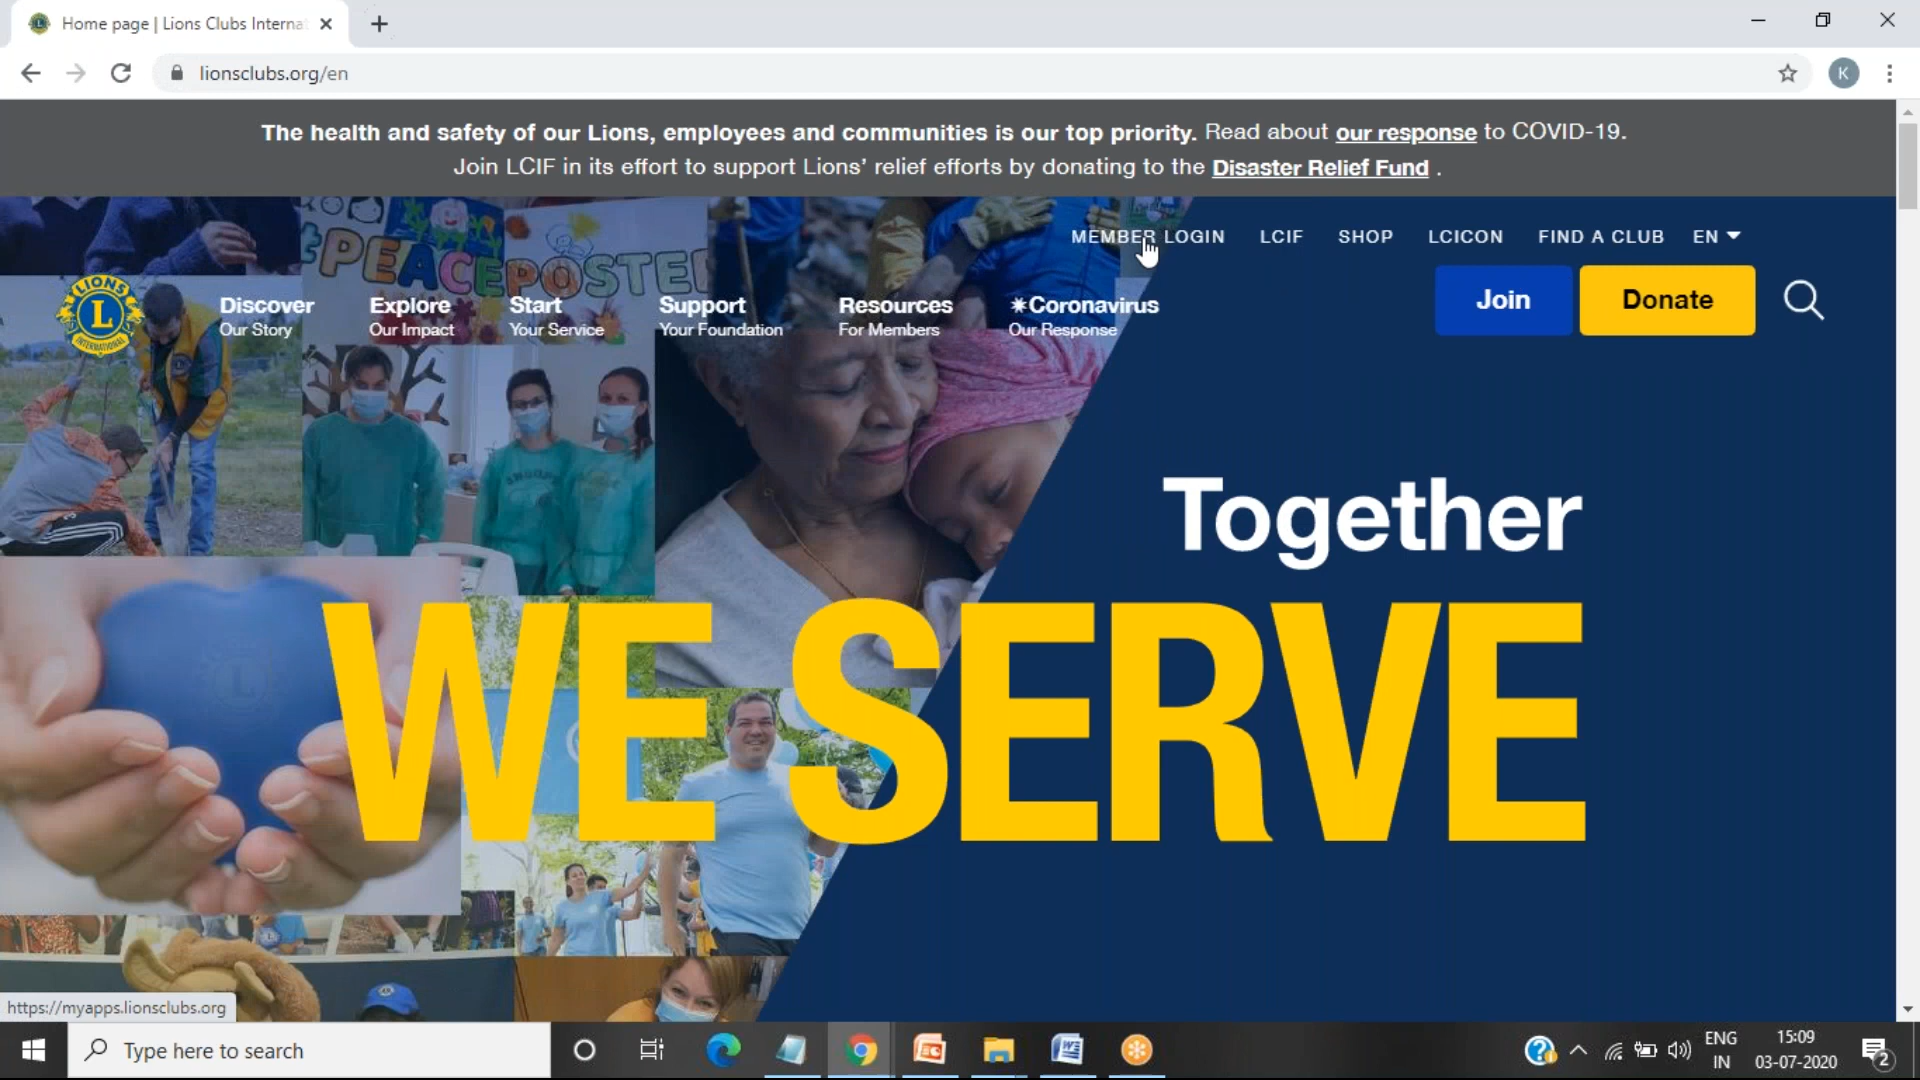 Home page | Lions Clubs Interna
lionsclubs.org/en
K
The health and safety of our Lions, employees and communities is our top priority. Read about our response to COVID-19.
Join LCIF in its effort to support Lions’ relief efforts by donating to the Disaster Relief Fund .
MEMBER LOGIN LCIF SHOP LCICON FIND A CLUB EN
#PEACEPOSTE
LIONS
L
INTERNATIONAL
Discover Explore Start Support Resources ✴Coronavirus
Our Story Our Impact Your Service Your Foundation For Members Our Response
Join Donate
Together
WE SERVE
https://myapps.lionsclubs.org
Type here to search
ENG
IN
15:09
03-07-2020
2